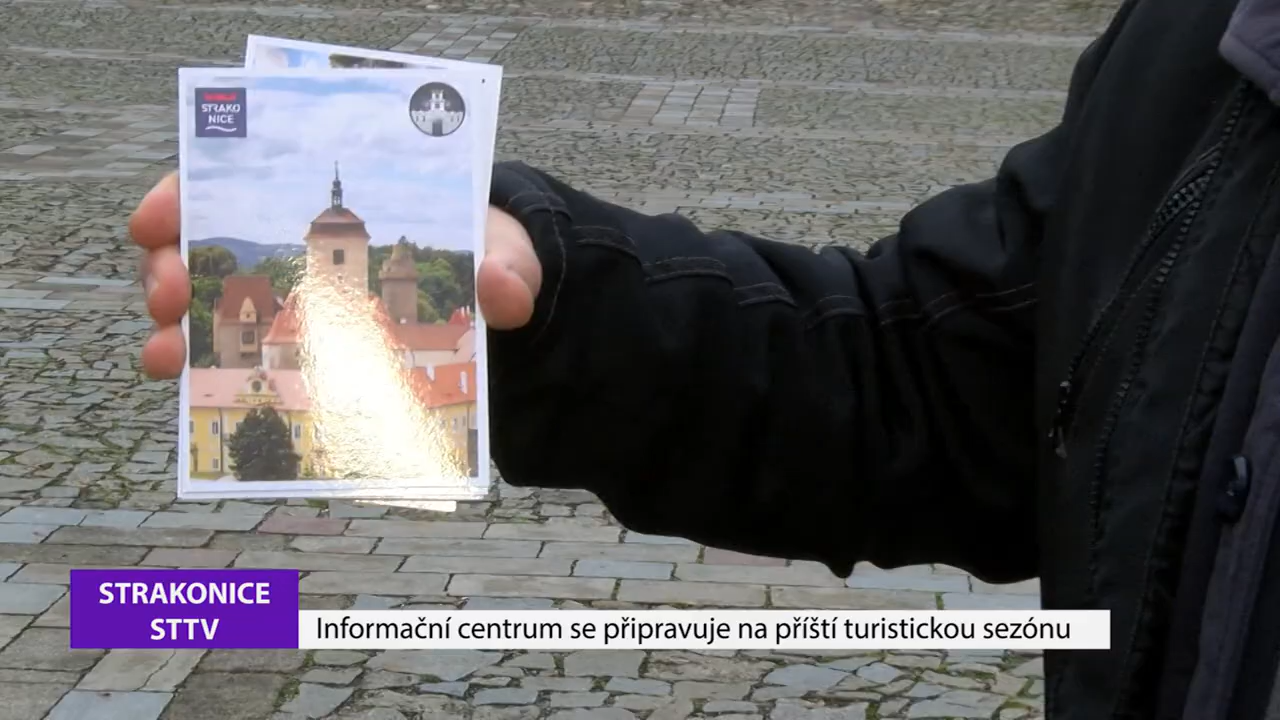 STRAKO
NICE
STRAKONICE
STTV
Informační centrum se připravuje na příští turistickou sezónu